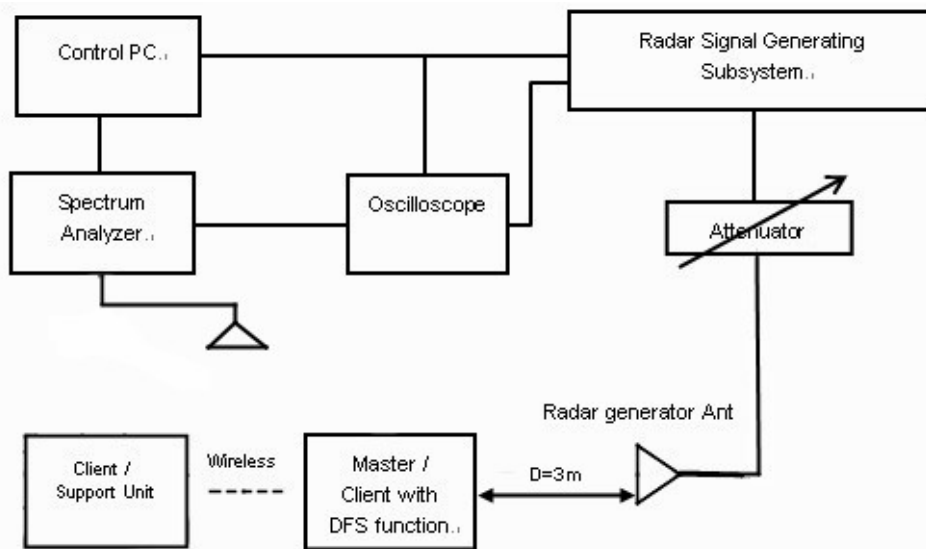 Control PC.
Radar Signal Generating
Subsystem.
Spectrum
Analyzer.
Oscilloscope
Attenuator
Radar generator Ant
Client /
Support Unit
Wireless
Master /
Client with
DFS function.
D=3m